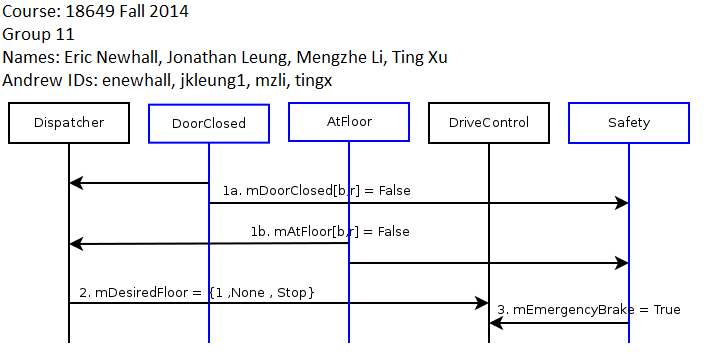 Course: 18649 Fall 2014
Group 11
Names: Eric Newhall, Jonathan Leung, Mengzhe Li, Ting Xu
Andrew IDs: enewhall, jkleung1, mzli, tingx
Dispatcher DoorClosed AtFloor DriveControl Safety
1a. mDoorClosed[b,r] = False
1b. mAtFloor[b,r] = False
2. mDesiredFloor = {1 ,None , Stop}
3. mEmergencyBrake = True